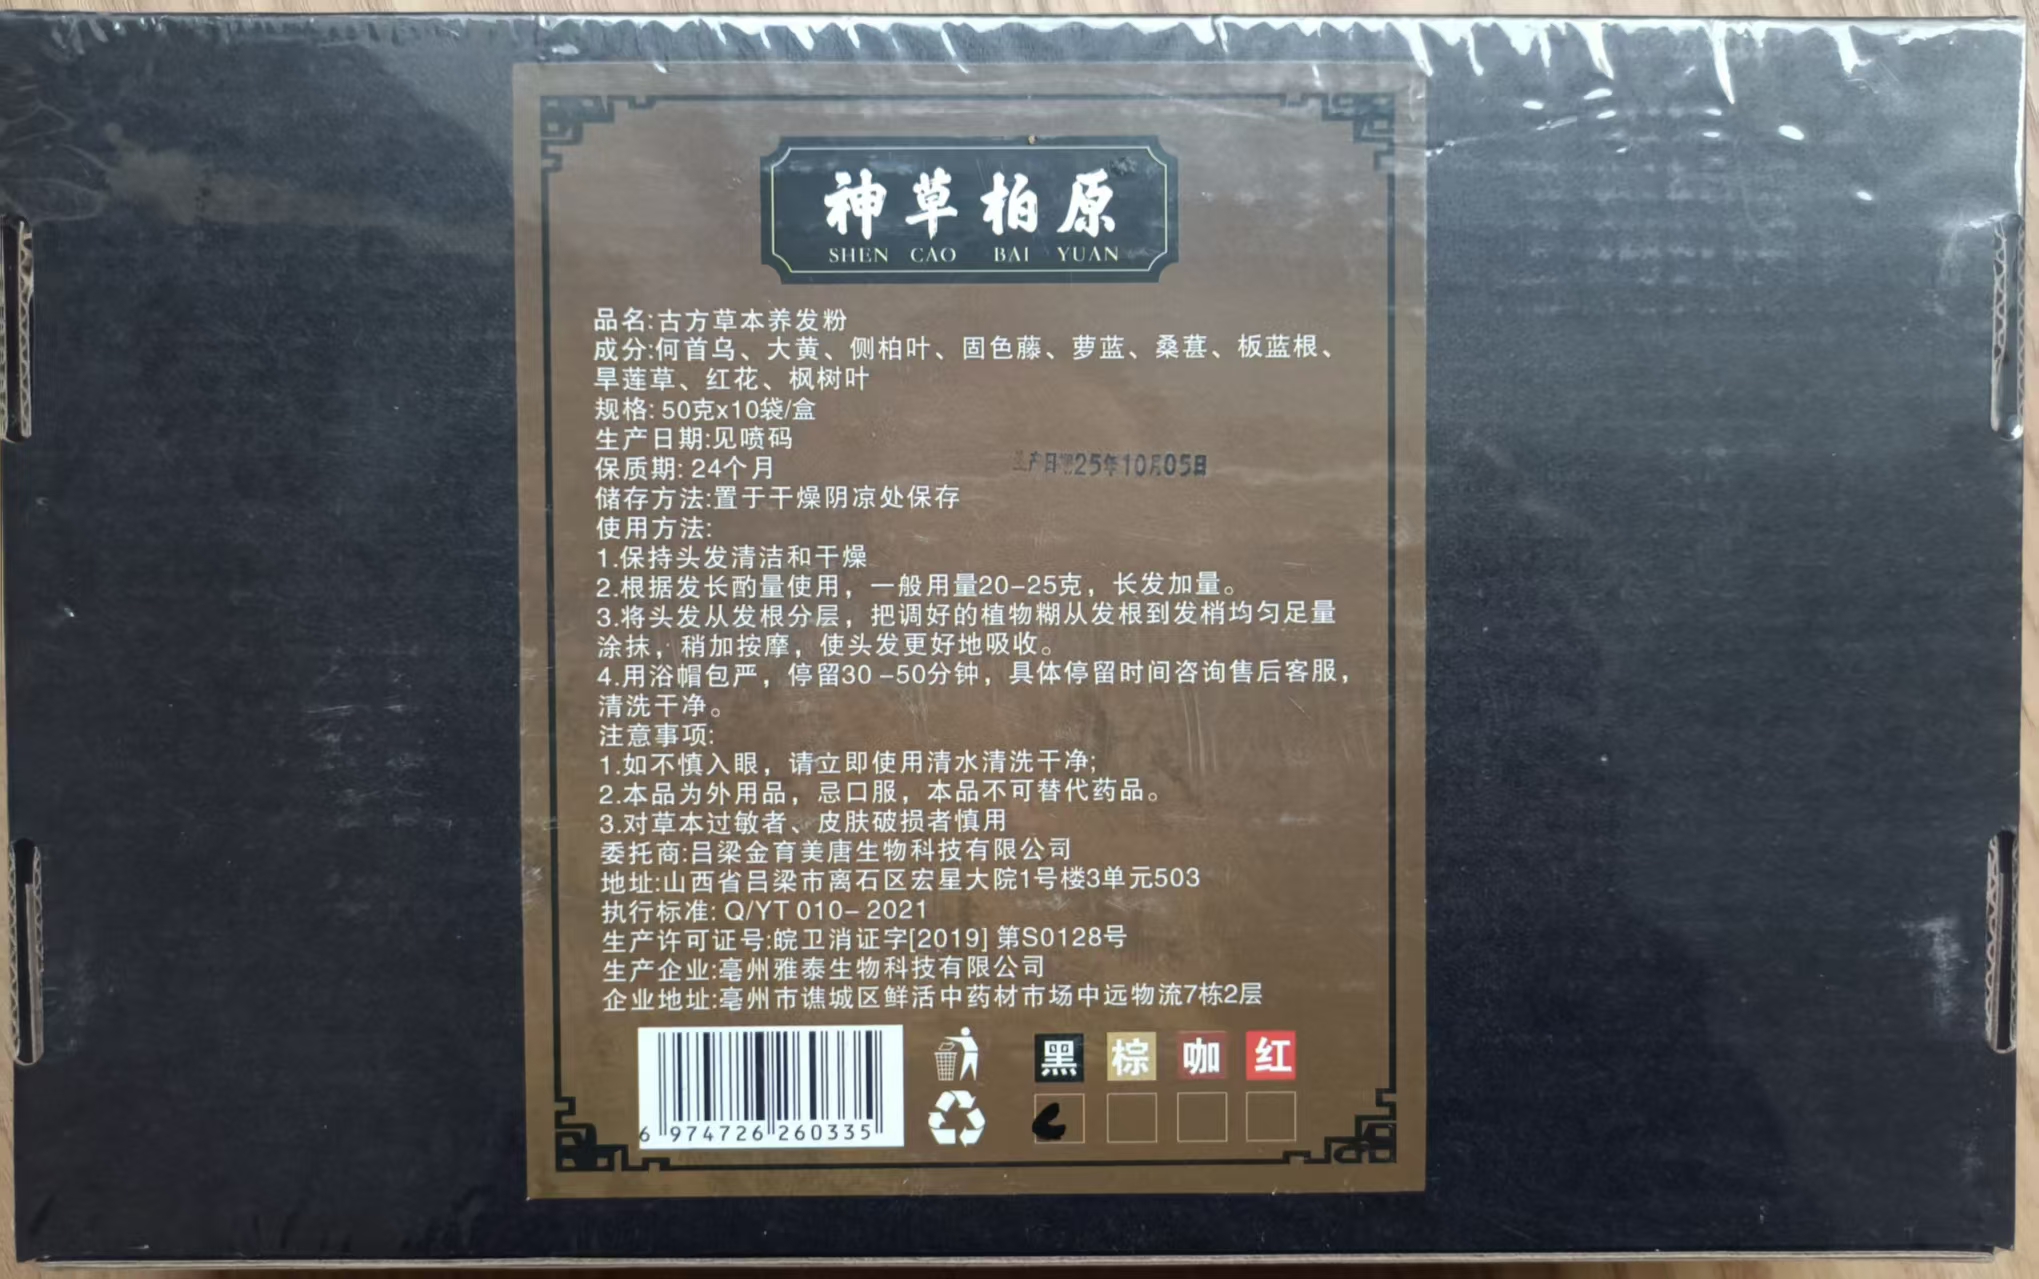 神草柏原
SHEN CAO BAI YUAN
品名:古方草本养发粉
成分:何首乌、大黄、侧柏叶、固色藤、萝蓝、桑葚、板蓝根、
旱莲草、红花、枫树叶
规格: 50克x10袋/盒
生产日期:见喷码
保质期: 24个月
产日期25年10月05日
储存方法:置于干燥阴凉处保存
使用方法:
1.保持头发清洁和干燥
2.根据发长酌量使用，一般用量20-25克，长发加量。
3.将头发从发根分层，把调好的植物糊从发根到发梢均匀足量
涂抹，稍加按摩，使头发更好地吸收。
4.用浴帽包严，停留30-50分钟，具体停留时间咨询售后客服，
清洗干净。
注意事项:
1.如不慎入眼，请立即使用清水清洗干净;
2.本品为外用品，忌口服，本品不可替代药品。
3.对草本过敏者、皮肤破损者慎用
委托商:吕梁金育美唐生物科技有限公司
地址:山西省吕梁市离石区宏星大院1号楼3单元503
执行标准: Q/YT 010-2021
生产许可证号:皖卫消证字[2019] 第S0128号
生产企业:亳州雅泰生物科技有限公司
企业地址:亳州市谯城区鲜活中药材市场中远物流7栋2层
6 974726 260335
黑 棕 咖 红